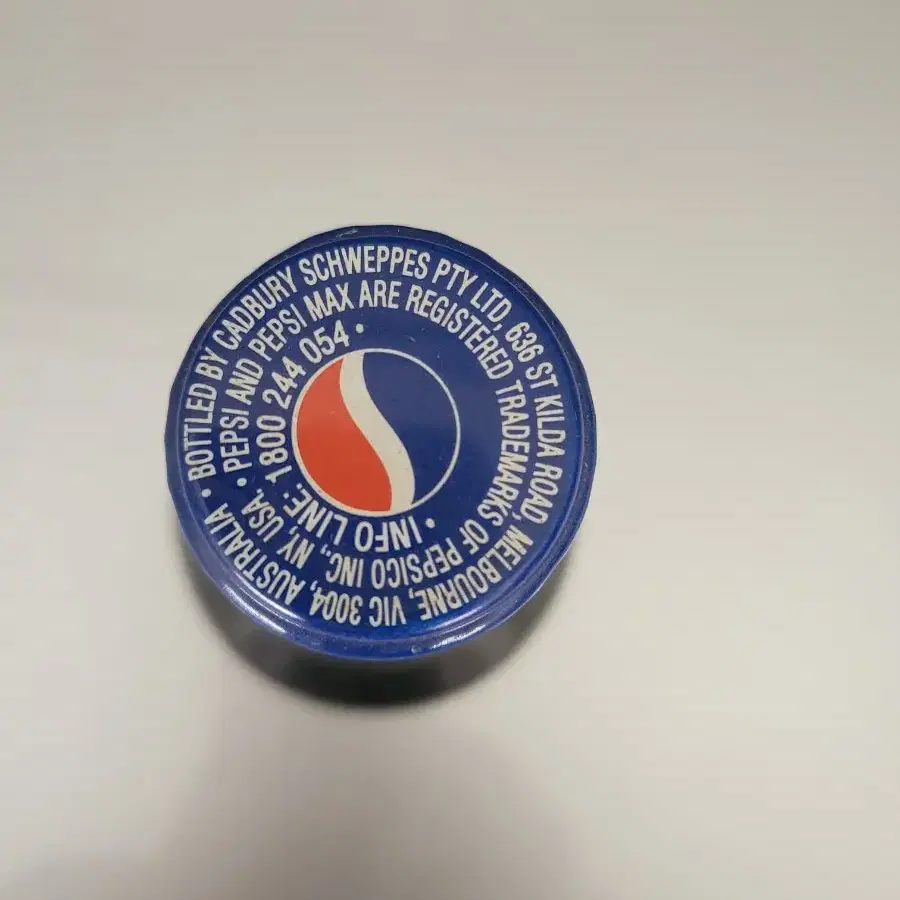 • BOTTLED BY CADBURY SCHWEPPES PTY LTD, 636 ST KILDA ROAD, MELBOURNE, VIC 3004, AUSTRALIA
• PEPSI AND PEPSI MAX ARE REGISTERED TRADEMARKS OF PEPSICO INC., NY, USA.
• INFO LINE: 1800 244 054 •